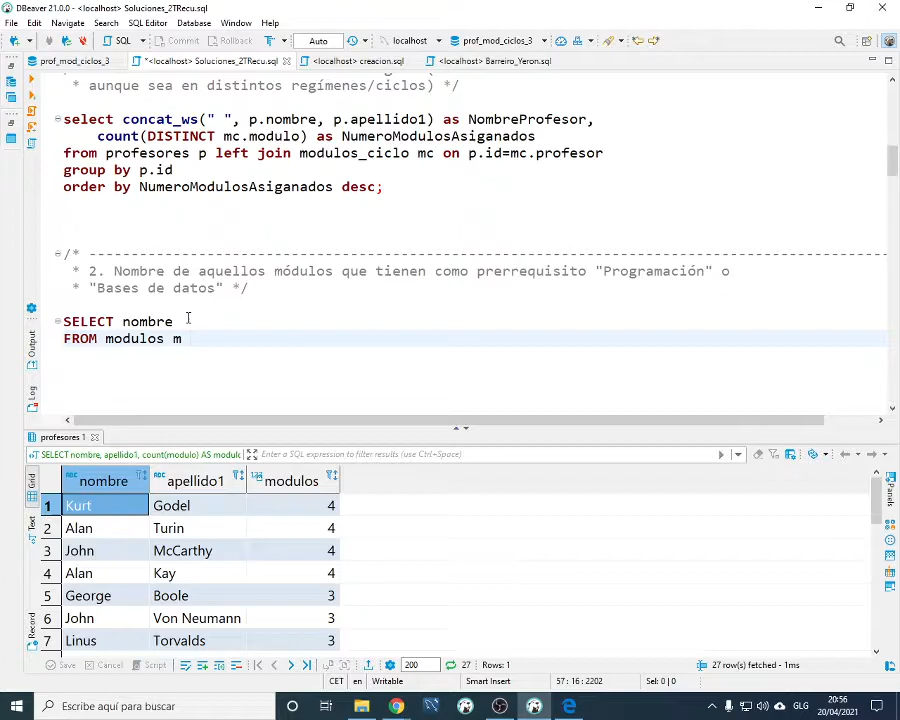 DBeaver 21.0.0 - <localhost> Soluciones_2TRecu.sql
File Edit Navigate Search SQL Editor Database Window Help
SQL Commit Rollback Auto localhost prof_mod_ciclos_3
prof_mod_ciclos_3 *<localhost> Soluciones_2TRecu.sql <localhost> creacion.sql <localhost> Barreiro_Yeron.sql
* aunque sea en distintos regímenes/ciclos) */
select concat_ws(" ", p.nombre, p.apellido1) as NombreProfesor,
count(DISTINCT mc.modulo) as NumeroModulosAsiganados
from profesores p left join modulos_ciclo mc on p.id=mc.profesor
group by p.id
order by NumeroModulosAsiganados desc;
/* ----------------------------------------------------------------------------------------
* 2. Nombre de aquellos módulos que tienen como prerrequisito "Programación" o
* "Bases de datos" */
SELECT nombre
FROM modulos m
Output
Log
profesores 1
SELECT nombre, apellido1, count(modulo) AS modul Enter a SQL expression to filter results (use Ctrl+Space)
Grid
Text
Record
Panels
nombre apellido1 modulos
1 Kurt Godel 4
2 Alan Turin 4
3 John McCarthy 4
4 Alan Kay 4
5 George Boole 3
6 John Von Neumann 3
7 Linus Torvalds 3
Save Cancel Script 200 27 Rows: 1 27 row(s) fetched - 1ms
CET en Writable Smart Insert 57 : 16 : 2202 Sel: 0 | 0
Escribe aquí para buscar GLG 20:56
20/04/2021